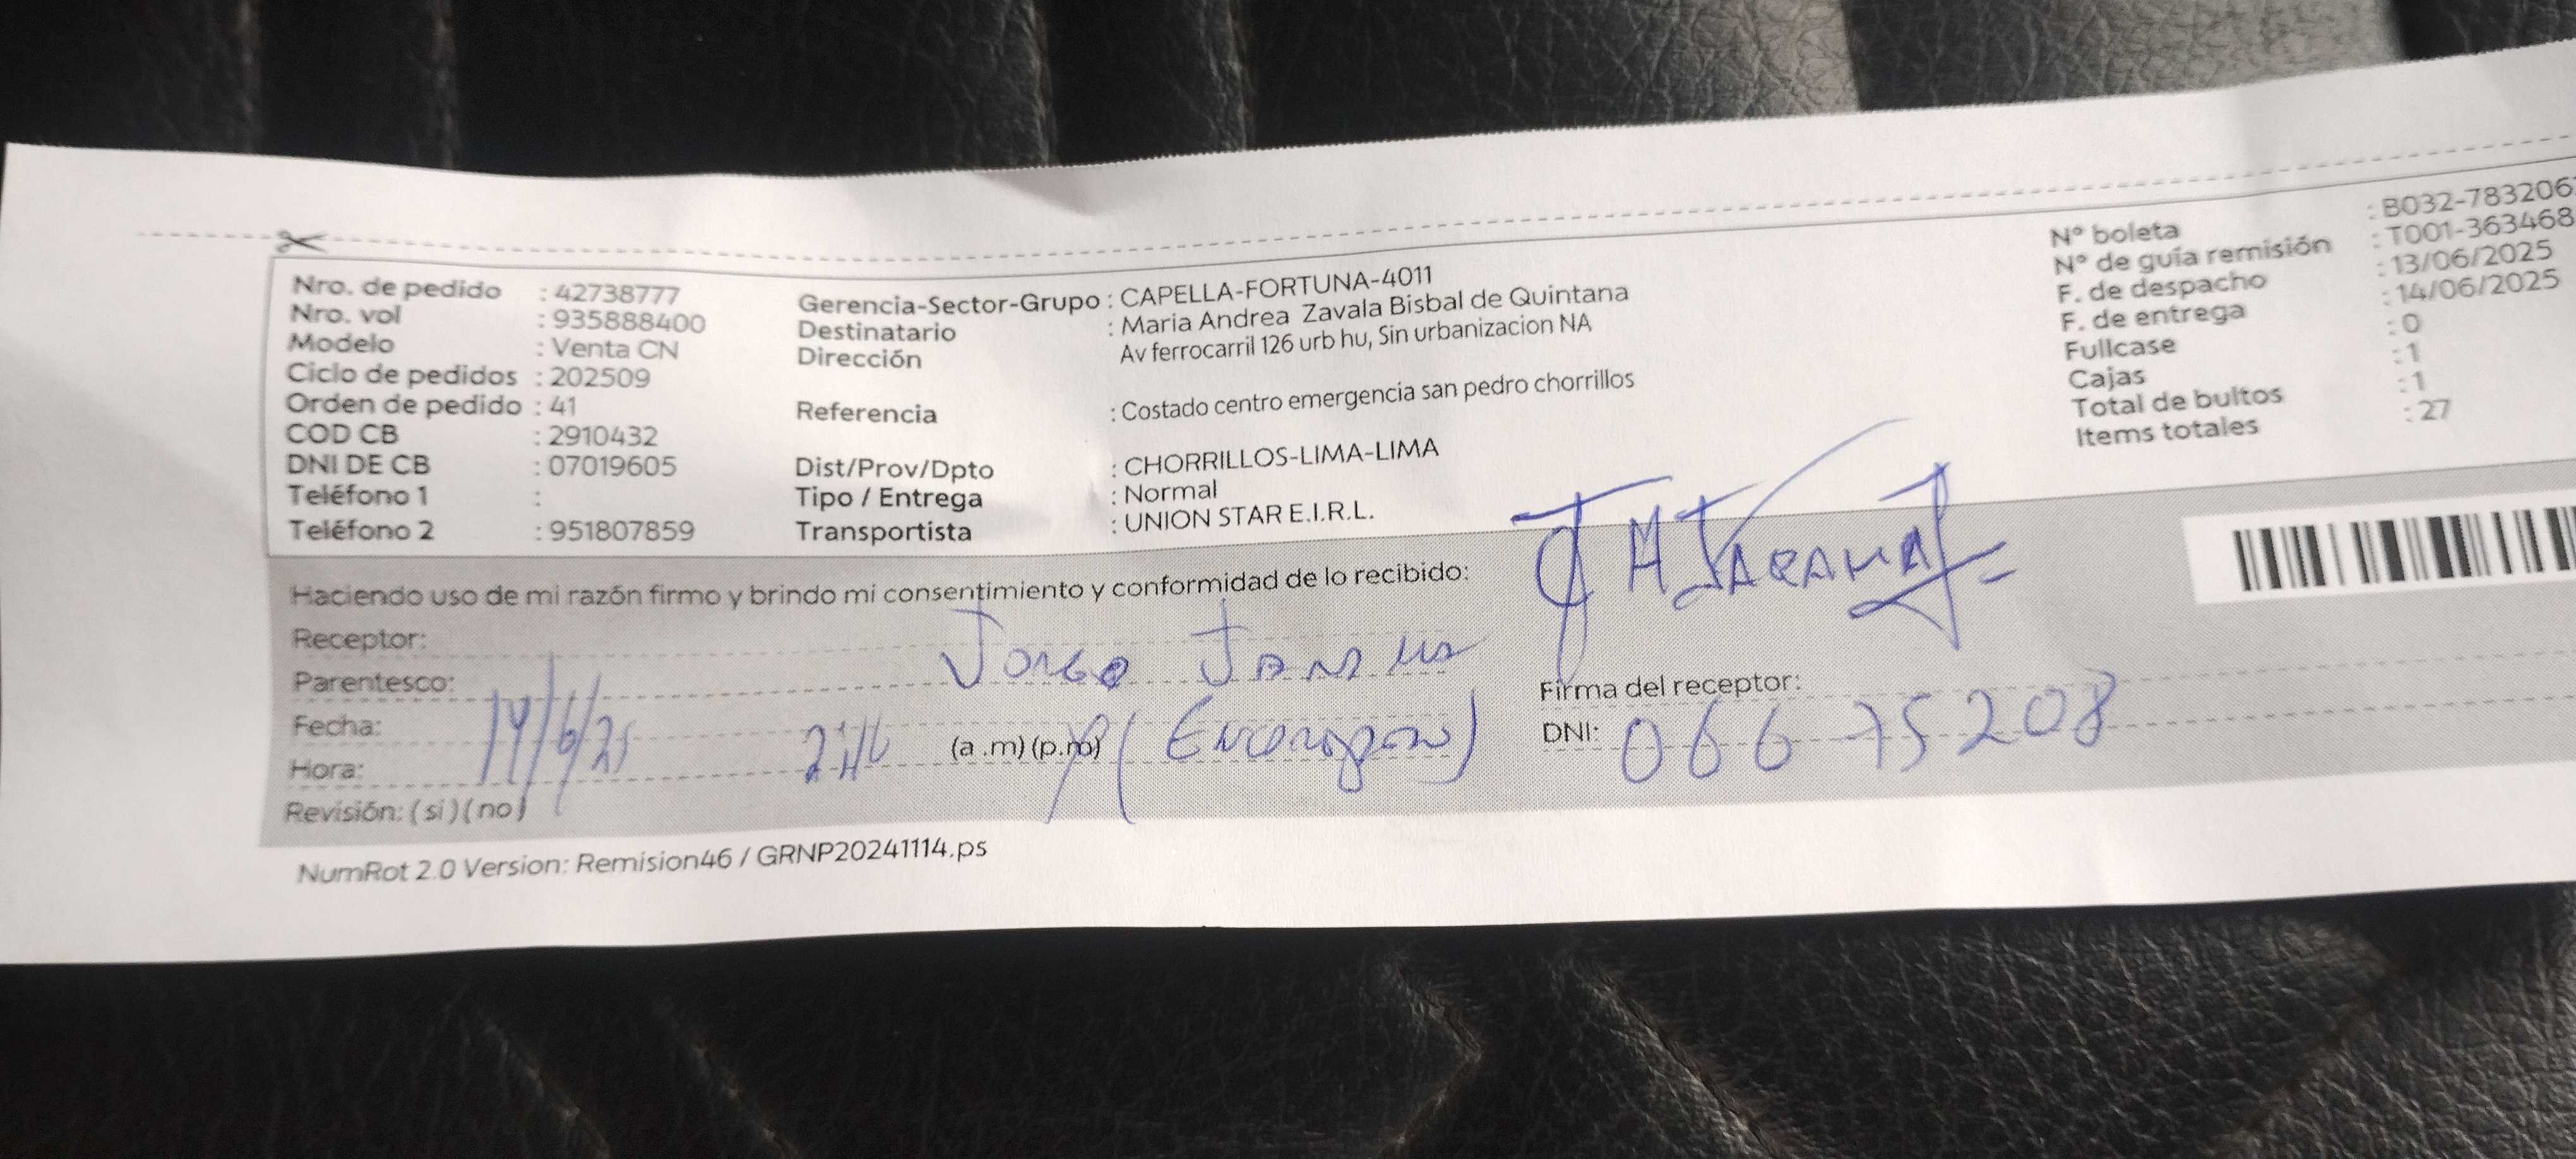 Nro. de pedido : 42738777
Nro. vol : 935888400
Modelo : Venta CN
Ciclo de pedidos : 202509
Orden de pedido : 41
COD CB : 2910432
DNI DE CB : 07019605
Teléfono 1 :
Teléfono 2 : 951807859
Gerencia-Sector-Grupo : CAPELLA-FORTUNA-4011
Destinatario : Maria Andrea Zavala Bisbal de Quintana
Dirección Av ferrocarril 126 urb hu, Sin urbanizacion NA
Referencia : Costado centro emergencia san pedro chorrillos
Dist/Prov/Dpto : CHORRILLOS-LIMA-LIMA
Tipo / Entrega : Normal
Transportista : UNION STAR E.I.R.L.
N° boleta : B032-783206
N° de guía remisión : T001-363468
F. de despacho : 13/06/2025
F. de entrega : 14/06/2025
Fullcase : 0
Cajas : 1
Total de bultos : 1
Items totales : 27
Haciendo uso de mi razón firmo y brindo mi consentimiento y conformidad de lo recibido:
Receptor: Jorge
Parentesco:
Fecha: 14/6/25
Hora: (a .m) (p.m)
Revisión: (si) (no)
Firma del receptor:
DNI: 06675208
NumRot 2.0 Version: Remision46 / GRNP20241114.ps